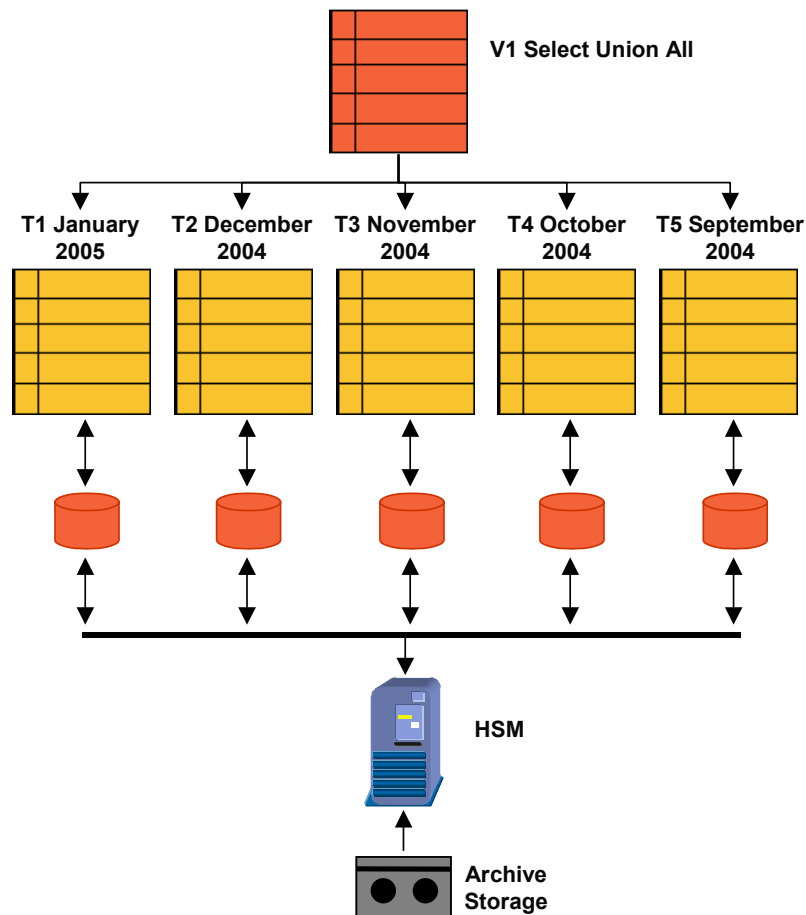 V1 Select Union All
T1 January
2005
T2 December
2004
T3 November
2004
T4 October
2004
T5 September
2004
HSM
Archive
Storage